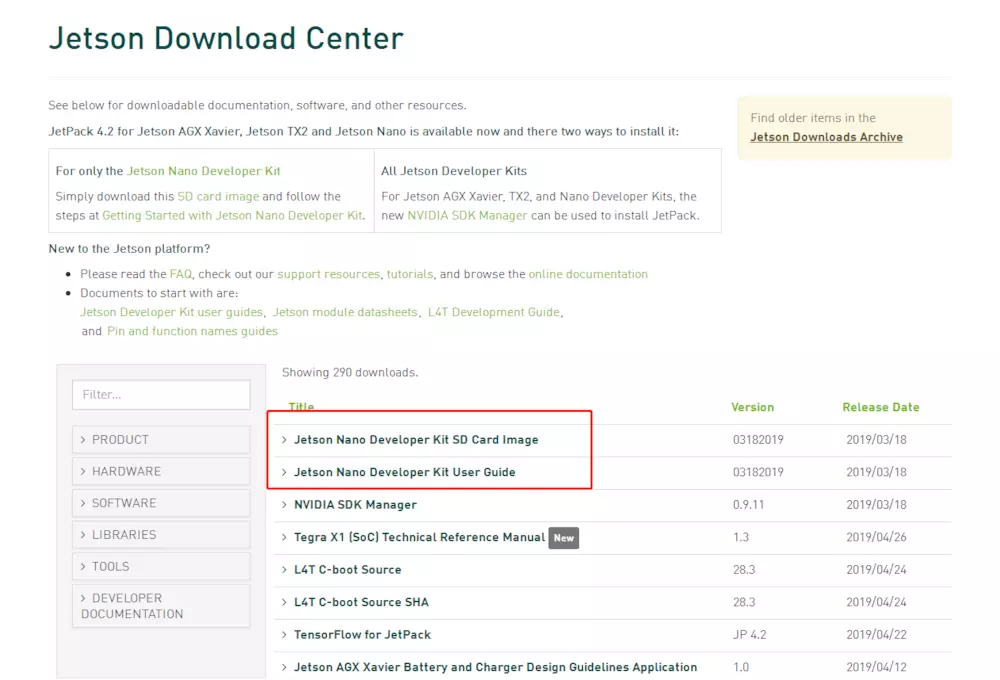 Jetson Download Center
See below for downloadable documentation, software, and other resources.
JetPack 4.2 for Jetson AGX Xavier, Jetson TX2 and Jetson Nano is available now and there two ways to install it:
Find older items in the
Jetson Downloads Archive
For only the Jetson Nano Developer Kit
Simply download this SD card image and follow the
steps at Getting Started with Jetson Nano Developer Kit.
All Jetson Developer Kits
For Jetson AGX Xavier, TX2, and Nano Developer Kits, the
new NVIDIA SDK Manager can be used to install JetPack.
New to the Jetson platform?
• Please read the FAQ, check out our support resources, tutorials, and browse the online documentation
• Documents to start with are:
Jetson Developer Kit user guides, Jetson module datasheets, L4T Development Guide,
and Pin and function names guides
Filter...
> PRODUCT
> HARDWARE
> SOFTWARE
> LIBRARIES
> TOOLS
> DEVELOPER
DOCUMENTATION
Showing 290 downloads.
Title Version Release Date
> Jetson Nano Developer Kit SD Card Image 03182019 2019/03/18
> Jetson Nano Developer Kit User Guide 03182019 2019/03/18
> NVIDIA SDK Manager 0.9.11 2019/03/18
> Tegra X1 (SoC) Technical Reference Manual New 1.3 2019/04/26
> L4T C-boot Source 28.3 2019/04/24
> L4T C-boot Source SHA 28.3 2019/04/24
> TensorFlow for JetPack JP 4.2 2019/04/22
> Jetson AGX Xavier Battery and Charger Design Guidelines Application 1.0 2019/04/12